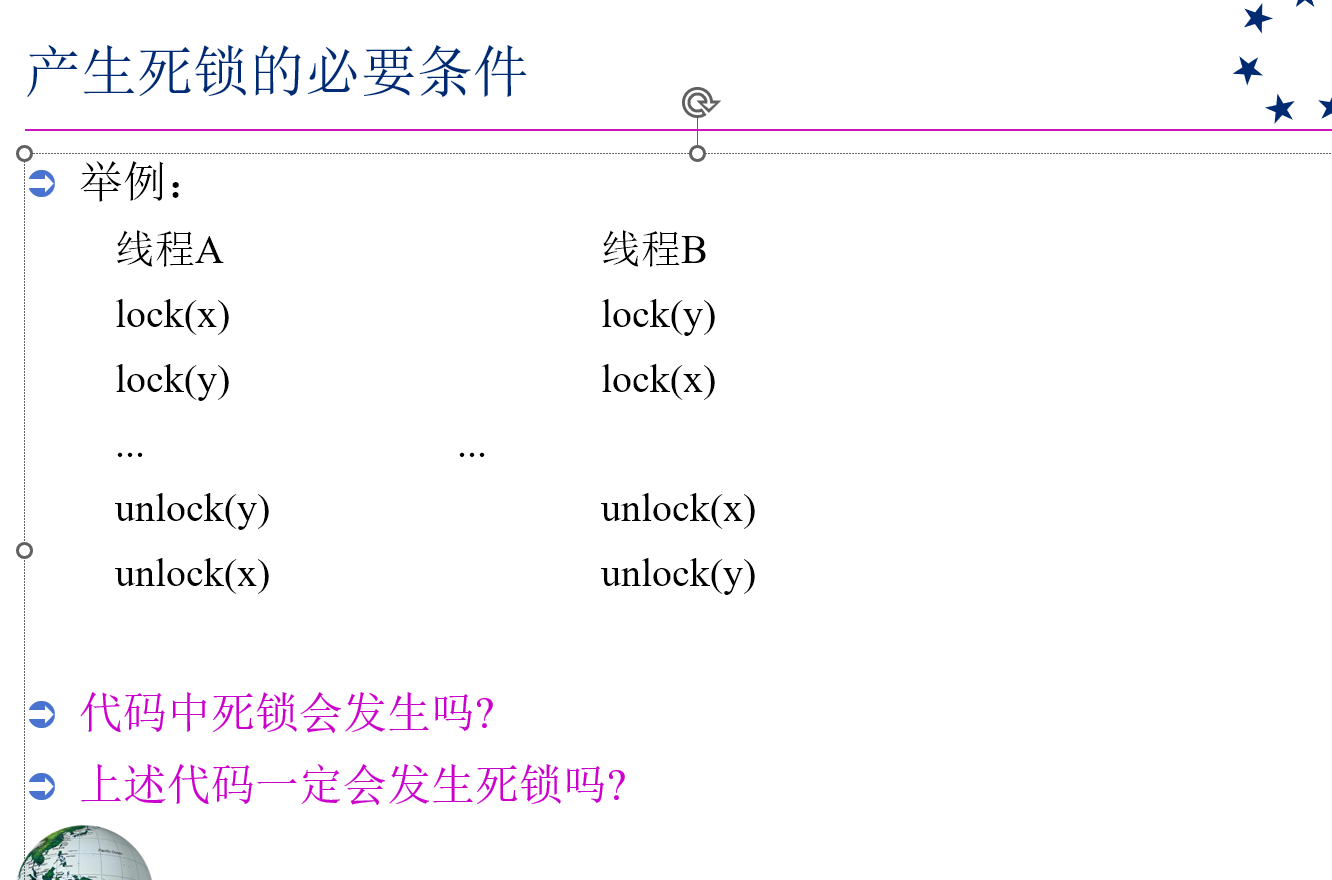 产生死锁的必要条件
举例：
线程A 线程B
lock(x) lock(y)
lock(y) lock(x)
... ...
unlock(y) unlock(x)
unlock(x) unlock(y)
代码中死锁会发生吗?
上述代码一定会发生死锁吗?